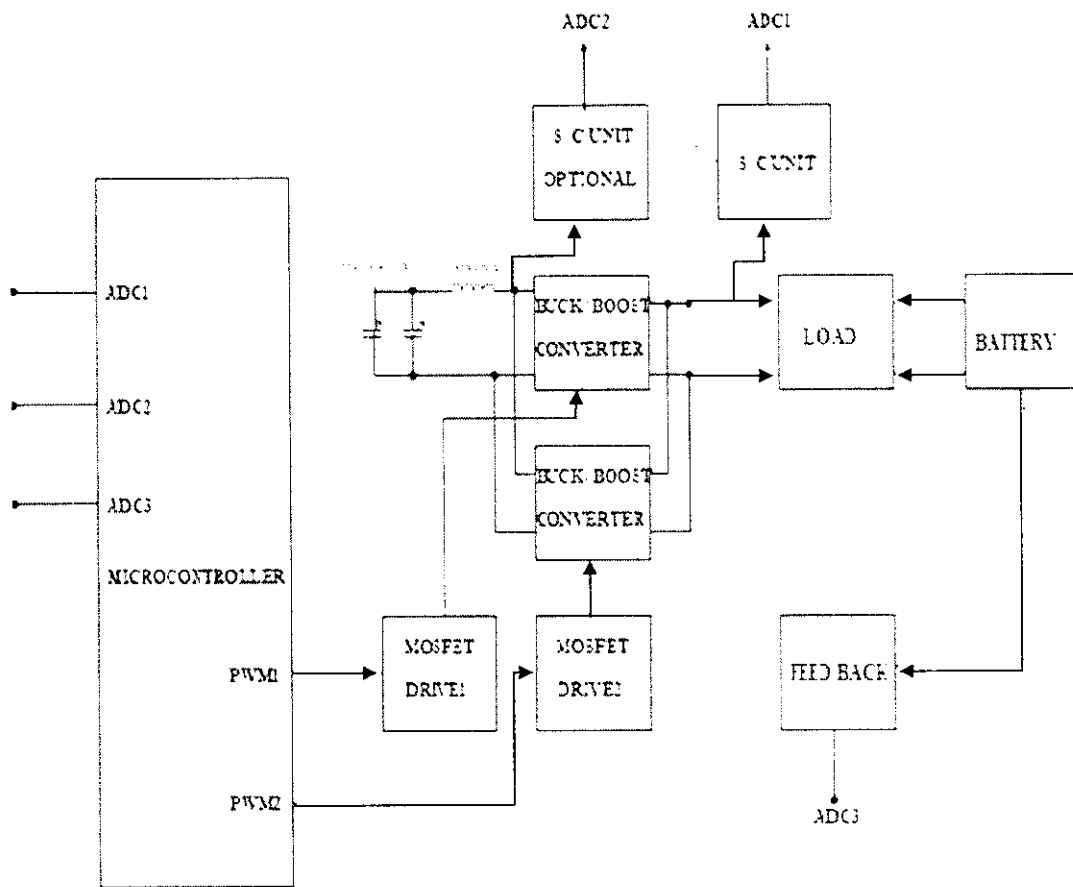 ADC2
ADC1
S C UNIT
OPTIONAL
S C UNIT
ADC1
BUCK BOOST
CONVERTER
LOAD
BATTERY
ADC2
BUCK BOOST
CONVERTER
ADC3
MICROCONTROLLER
MOSFET
DRIVE1
MOSFET
DRIVE2
PWM1
FEED BACK
PWM2
ADC3